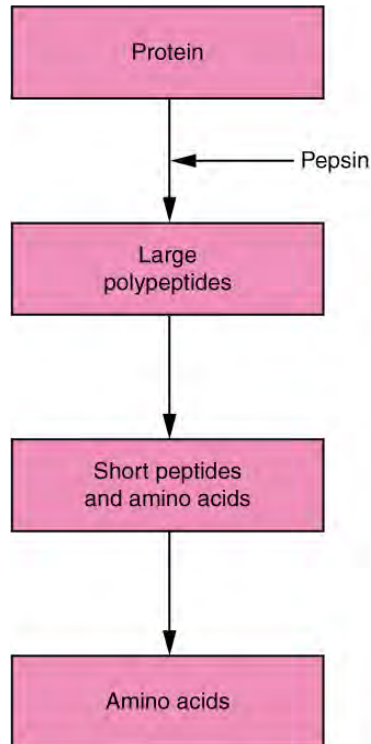 Protein
Pepsin
Large
polypeptides
Short peptides
and amino acids
Amino acids